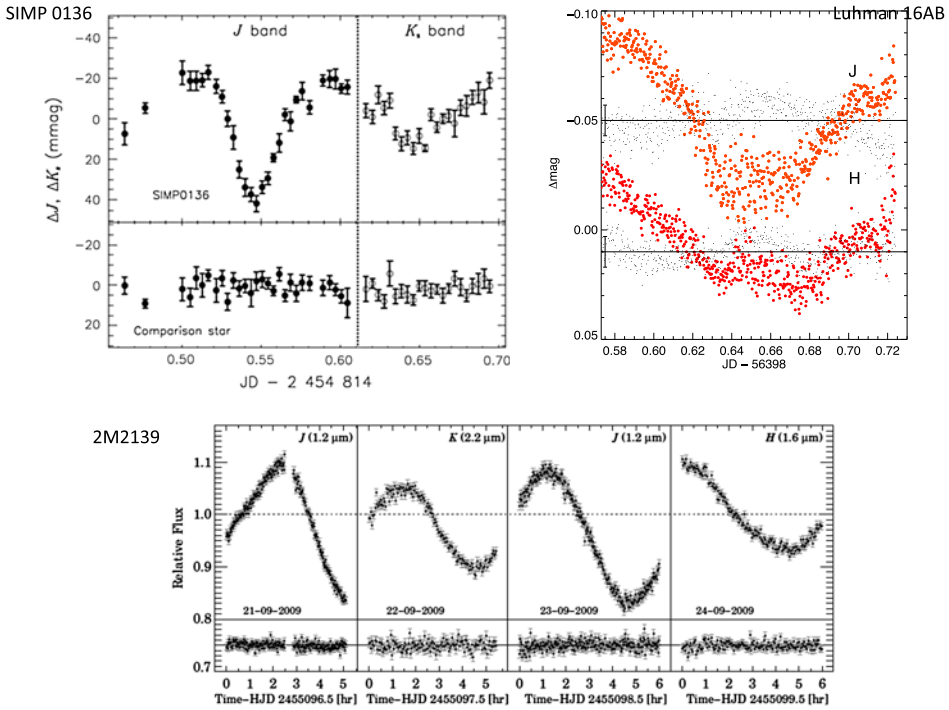 SIMP 0136
J band
Ks band
ΔJ, ΔKs (mmag)
-40
-20
0
20
40
SIMP0136
-20
0
20
Comparison star
0.50
0.55
0.60
0.65
0.70
JD - 2 454 814
Luhman 16AB
-0.10
-0.05
0.00
0.05
Δmag
J
H
0.58
0.60
0.62
0.64
0.66
0.68
0.70
0.72
JD - 56398
2M2139
J (1.2 μm)
K (2.2 μm)
J (1.2 μm)
H (1.6 μm)
1.1
1.0
0.9
0.8
0.7
Relative Flux
21-09-2009
22-09-2009
23-09-2009
24-09-2009
0 1 2 3 4 5
0 1 2 3 4 5
0 1 2 3 4 5 6
0 1 2 3 4 5 6
Time-HJD 2455096.5 [hr]
Time-HJD 2455097.5 [hr]
Time-HJD 2455098.5 [hr]
Time-HJD 2455099.5 [hr]